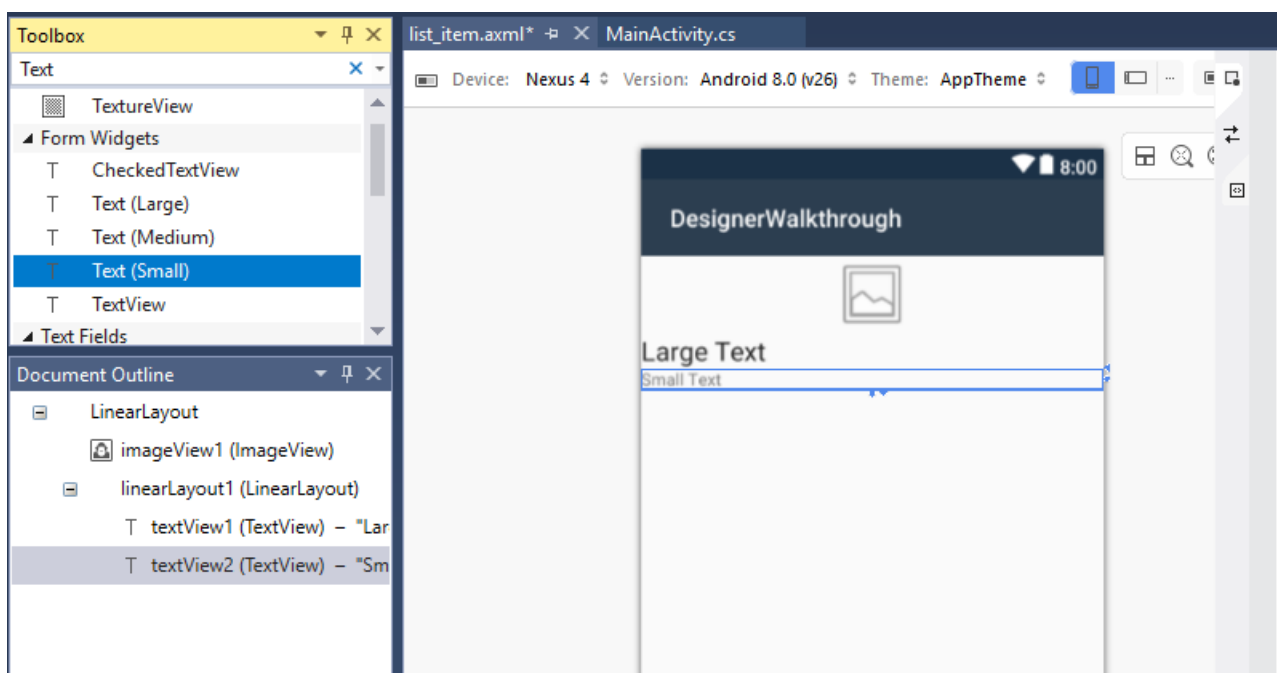 Toolbox
Text
TextureView
Form Widgets
CheckedTextView
Text (Large)
Text (Medium)
Text (Small)
TextView
Text Fields
Document Outline
LinearLayout
imageView1 (ImageView)
linearLayout1 (LinearLayout)
textView1 (TextView) – "Lar
textView2 (TextView) – "Sm
list_item.axml* MainActivity.cs
Device: Nexus 4 Version: Android 8.0 (v26) Theme: AppTheme ...
8:00
DesignerWalkthrough
Large Text
Small Text